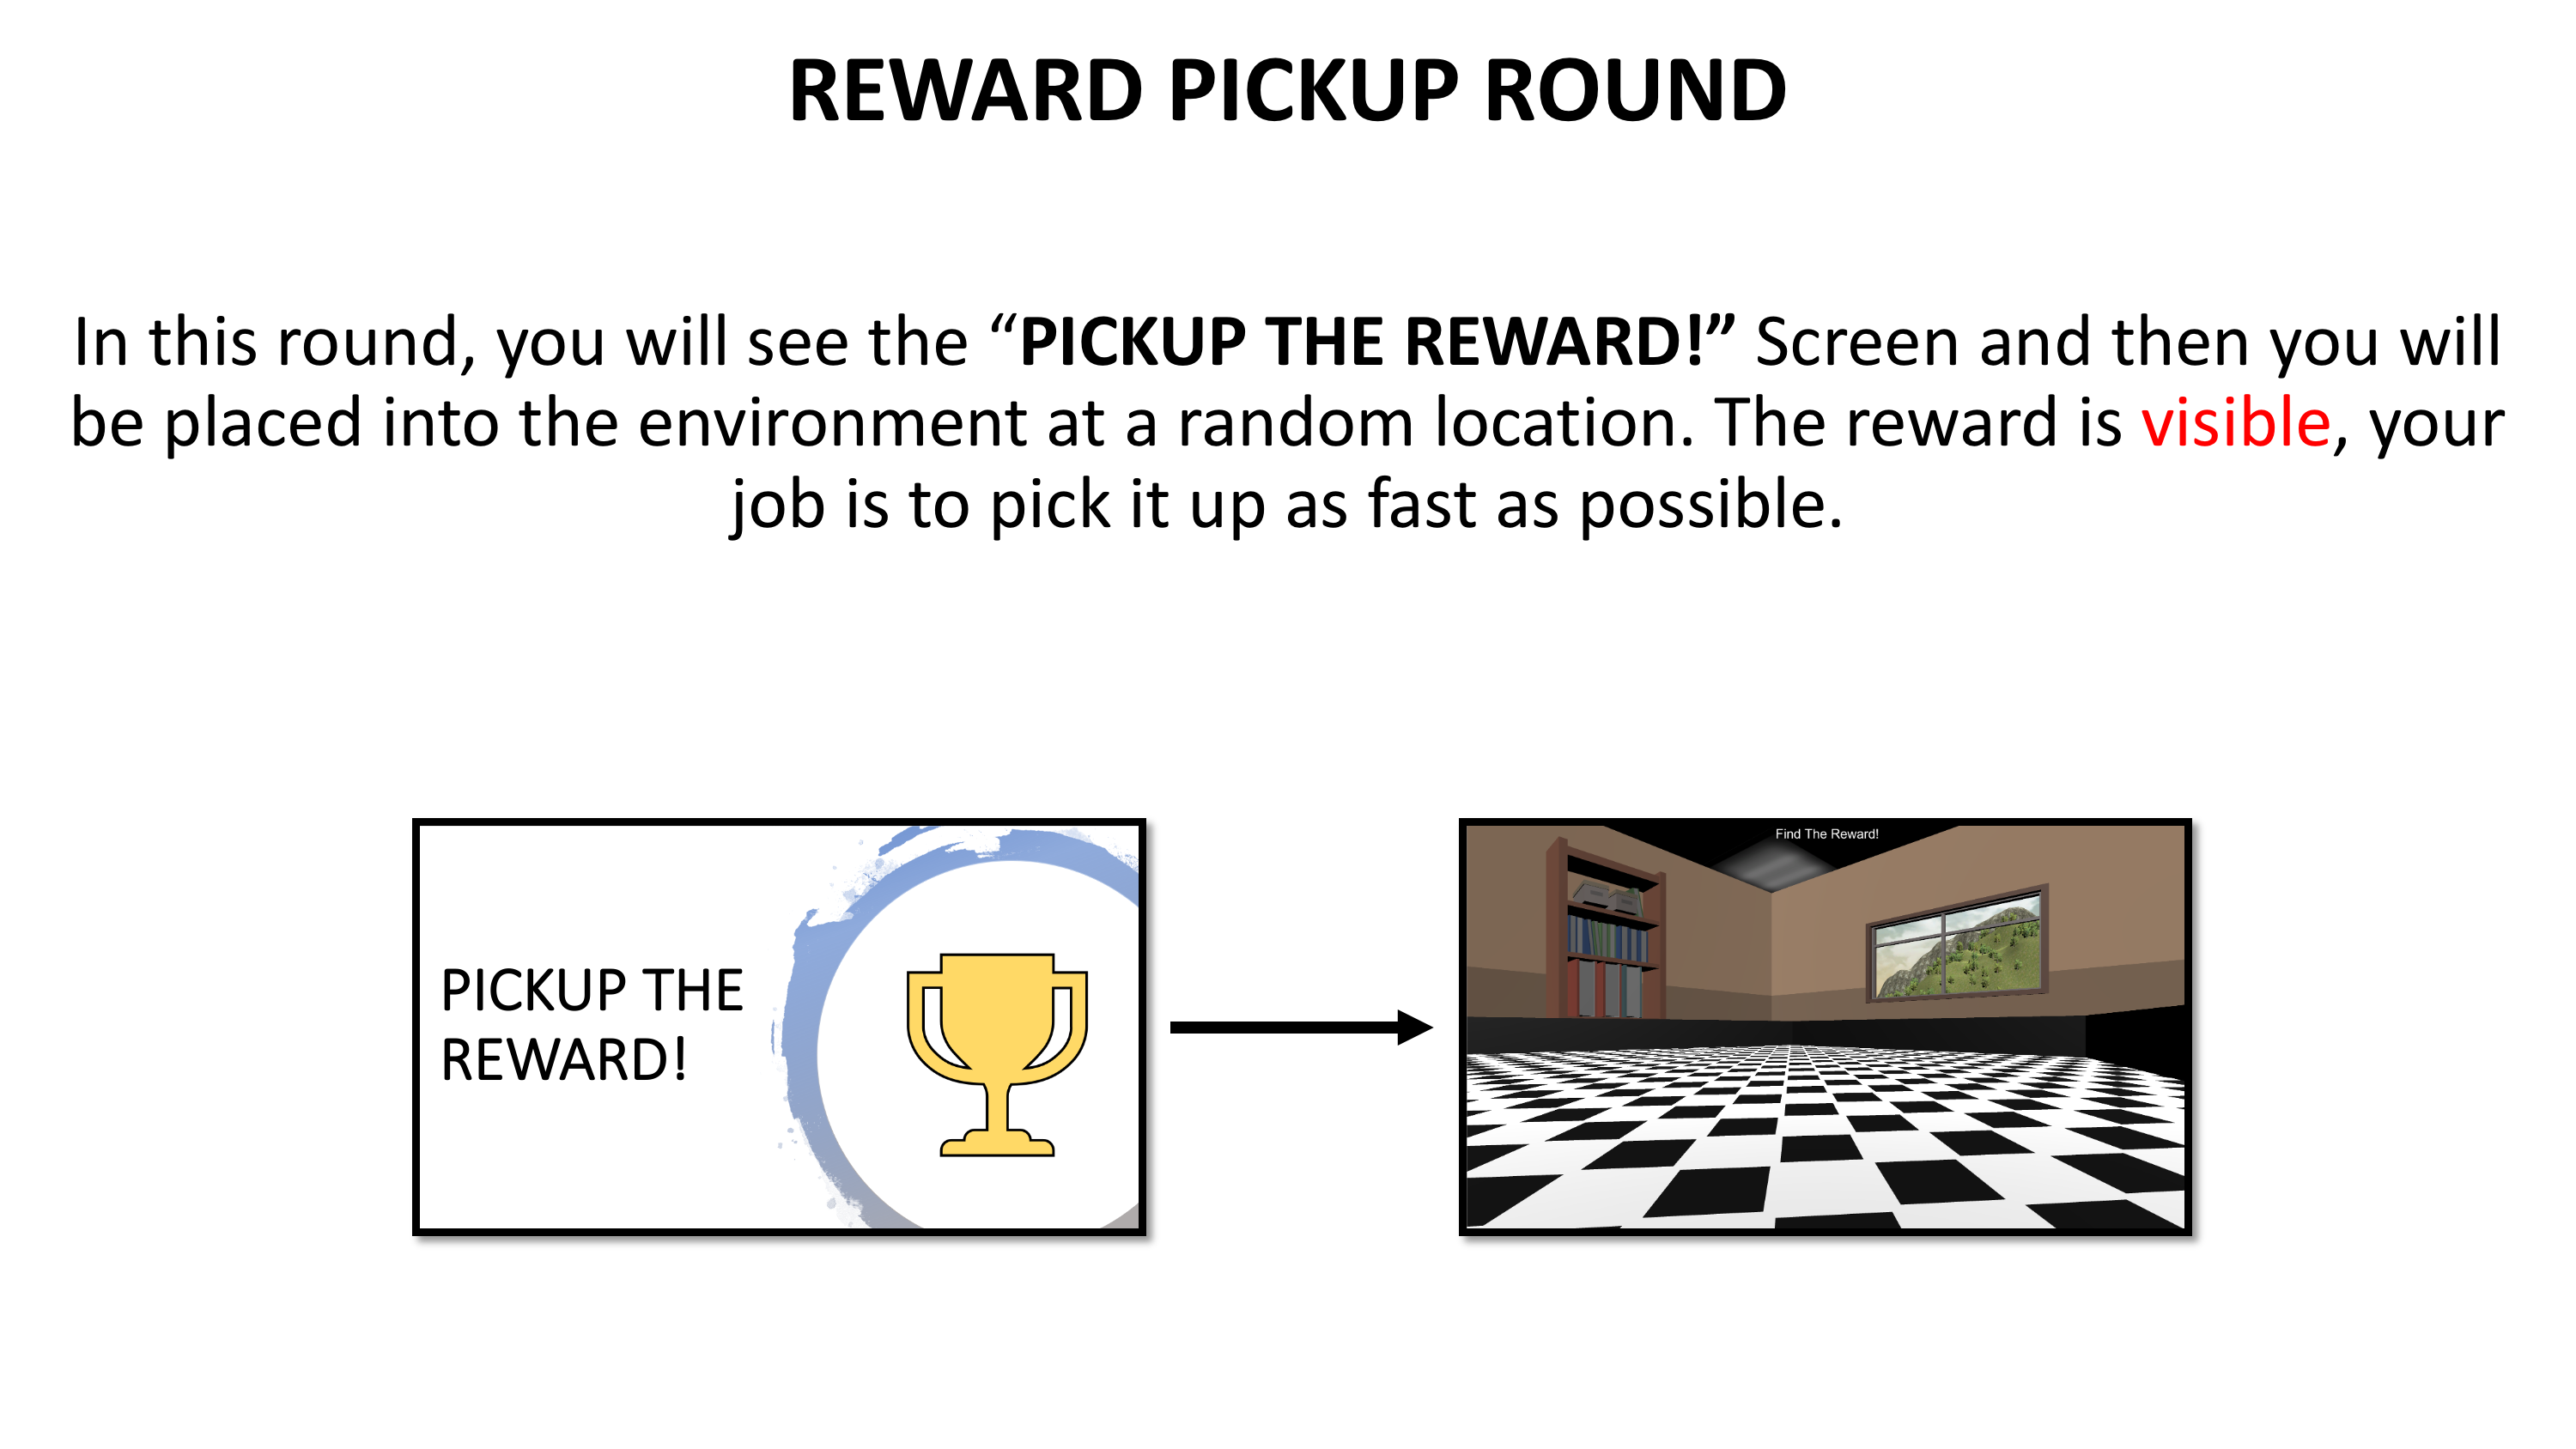 REWARD PICKUP ROUND
In this round, you will see the “PICKUP THE REWARD!” Screen and then you will
be placed into the environment at a random location. The reward is visible, your
job is to pick it up as fast as possible.
PICKUP THE
REWARD!
Find The Reward!